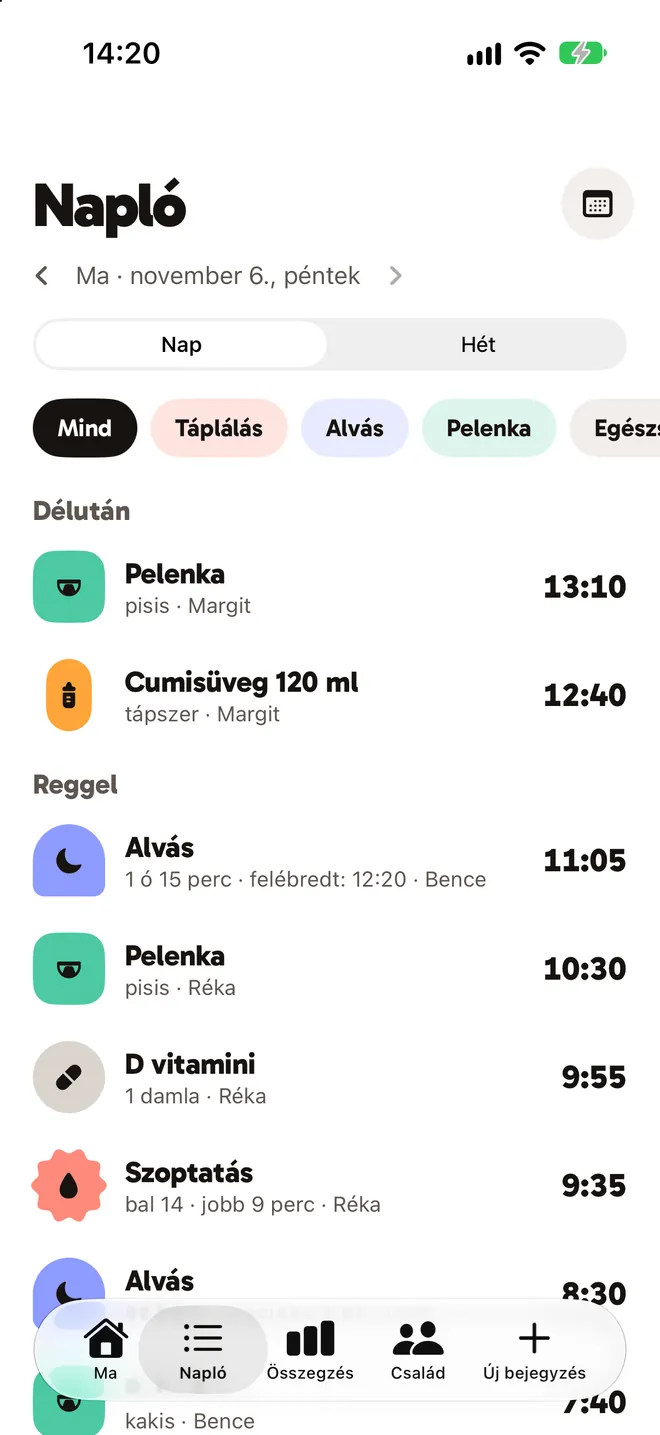 14:20
Napló
Ma · november 6., péntek
Nap
Hét
Mind
Táplálás
Alvás
Pelenka
Délután
Pelenka
pisis · Margit
13:10
Cumisüveg 120 ml
tápszer · Margit
12:40
Reggel
Alvás
1 ó 15 perc · felébredt: 12:20 · Bence
11:05
Pelenka
pisis · Réka
10:30
D vitamini
1 damla · Réka
9:55
Szoptatás
bal 14 · jobb 9 perc · Réka
9:35
Alvás
8:30
7:40
kakis · Bence
Ma
Napló
Összegzés
Család
Új bejegyzés